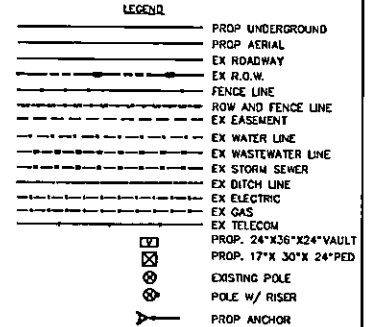 LEGEND
PROP UNDERGROUND
PROP AERIAL
EX ROADWAY
EX R.O.W.
FENCE LINE
ROW AND FENCE LINE
EX EASEMENT
EX WATER LINE
EX WASTEWATER LINE
EX STORM SEWER
EX DITCH LINE
EX ELECTRIC
EX GAS
EX TELECOM
PROP. 24"X36"X24"VAULT
PROP. 17"X 30"X 24"PED
EXISTING POLE
POLE W/ RISER
PROP ANCHOR